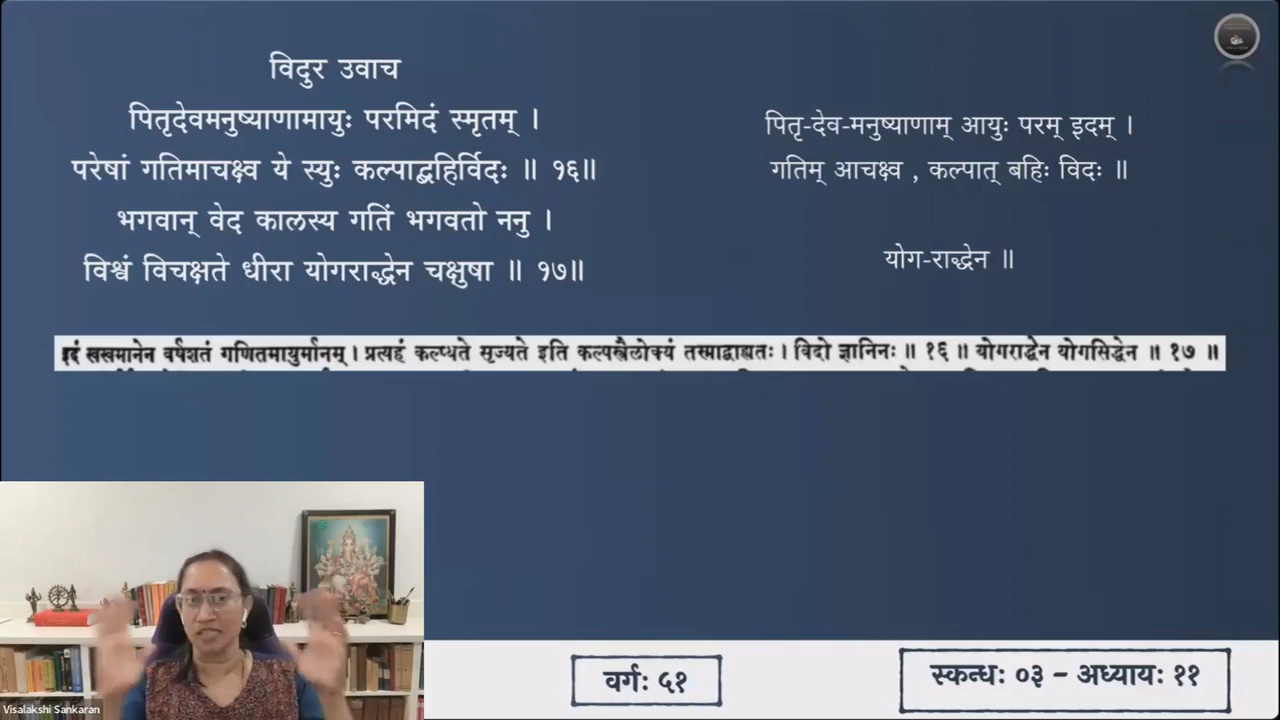 विदुर उवाच
पितृदेवमनुष्याणामायुः परमिदं स्मृतम् ।
परेषां गतिमाचक्ष्व ये स्युः कल्पाद्बहिर्विदः ॥ १६॥
भगवान् वेद कालस्य गतिं भगवतो ननु ।
विश्वं विचक्षते धीरा योगराद्धेन चक्षुषा ॥ १७॥
पितृ-देव-मनुष्याणाम् आयुः परम् इदम् ।
गतिम् आचक्ष्व , कल्पात् बहिः विदः ॥
योग-राद्धेन ॥
इदं स्वस्वमानेन वर्षशतं गणितमायुर्मानम् । प्रत्यहं कल्प्यते सृज्यते इति कल्पस्त्रैलोक्यं तस्माद्बाह्यतः । विदो ज्ञानिनः ॥ १६ ॥ योगराद्धेन योगसिद्धेन ॥ १७ ॥
Visalakshi Sankaran
वर्गः ५१
स्कन्धः ०३ - अध्यायः ११